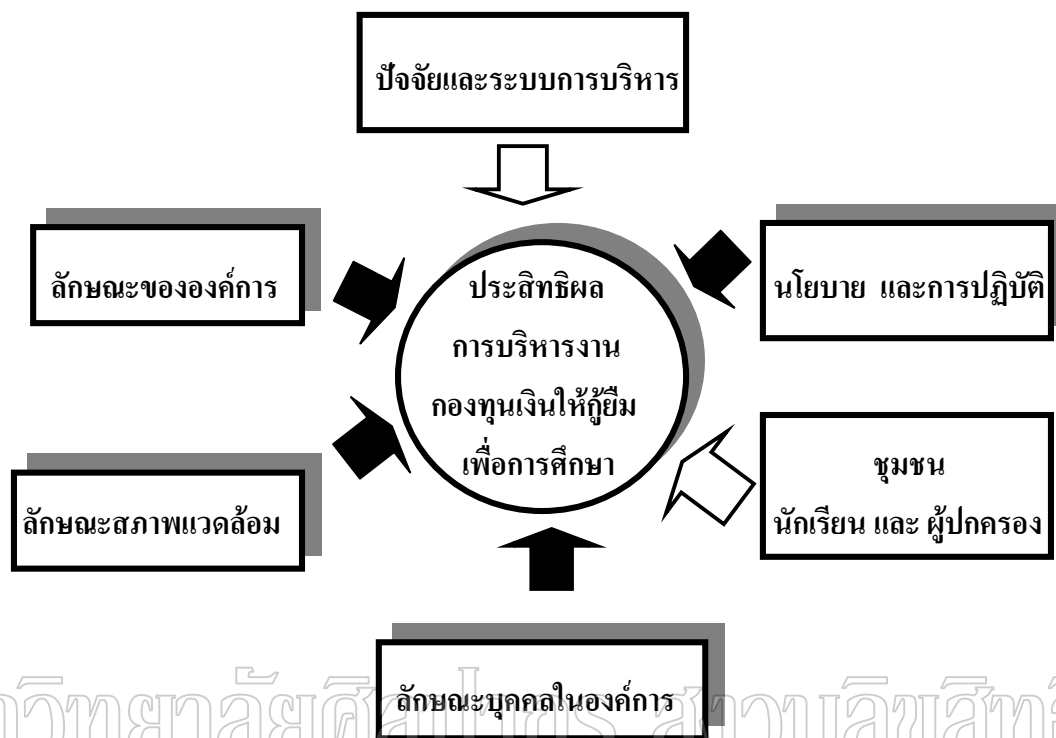 ปัจจัยและระบบการบริหาร
ลักษณะขององค์การ
นโยบาย และการปฏิบัติ
ประสิทธิผล
การบริหารงาน
กองทุนเงินให้กู้ยืม
เพื่อการศึกษา
ลักษณะสภาพแวดล้อม
ชุมชน
นักเรียน และ ผู้ปกครอง
ลักษณะบุคคลในองค์การ